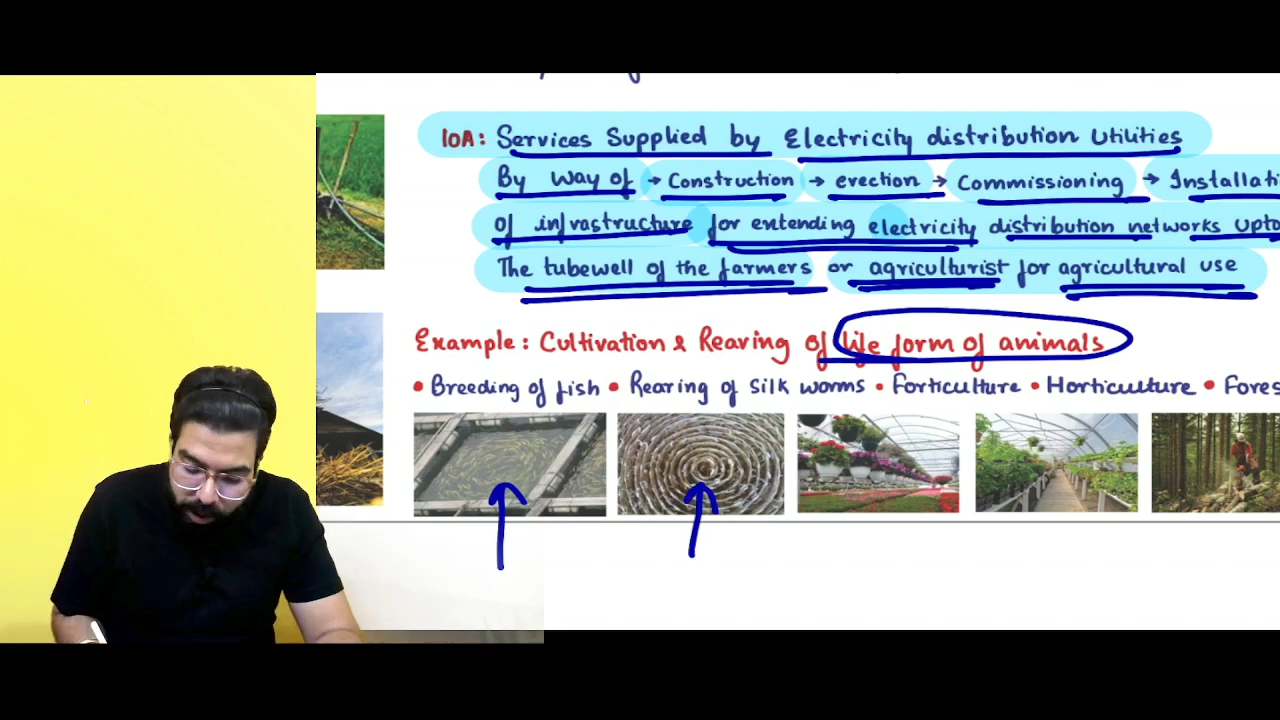 10A: Services Supplied by Electricity distribution Utilities
By way of → Construction → erection → Commissioning → Installati
of infrastructure for extending electricity distribution networks upto
The tubewell of the farmers or agriculturist for agricultural use
Example: Cultivation & Rearing of life form of animals
• Breeding of fish • Rearing of Silk worms • Forticulture • Horticulture • Fores